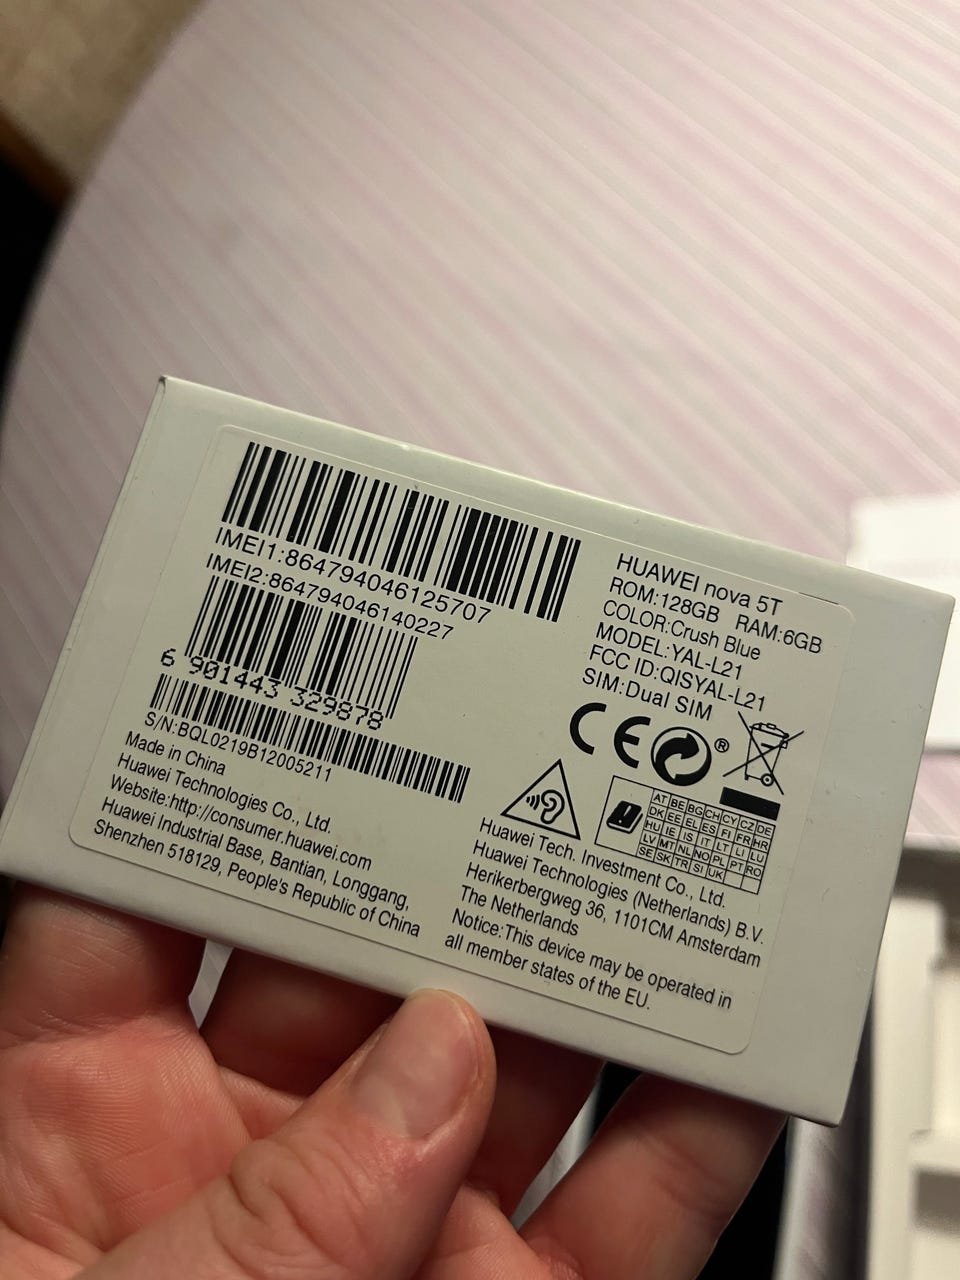 IMEI1:864794046125707
IMEI2:864794046140227
6 901443 329878
S/N:BQL0219B12005211
Made in China
Huawei Technologies Co., Ltd.
Website:http://consumer.huawei.com
Huawei Industrial Base, Bantian, Longgang,
Shenzhen 518129, People's Republic of China
HUAWEI nova 5T
ROM:128GB RAM:6GB
COLOR:Crush Blue
MODEL:YAL-L21
FCC ID:QISYAL-L21
SIM:Dual SIM
CE ®
AT BE BG CH CY CZ DE
DK EE EL ES FI FR HR
HU IE IS IT LT LI LU
LV MT NL NO PL PT RO
SE SK TR SI UK
Huawei Tech. Investment Co., Ltd.
Huawei Technologies (Netherlands) B.V.
Herikerbergweg 36, 1101CM Amsterdam
The Netherlands
Notice:This device may be operated in
all member states of the EU.